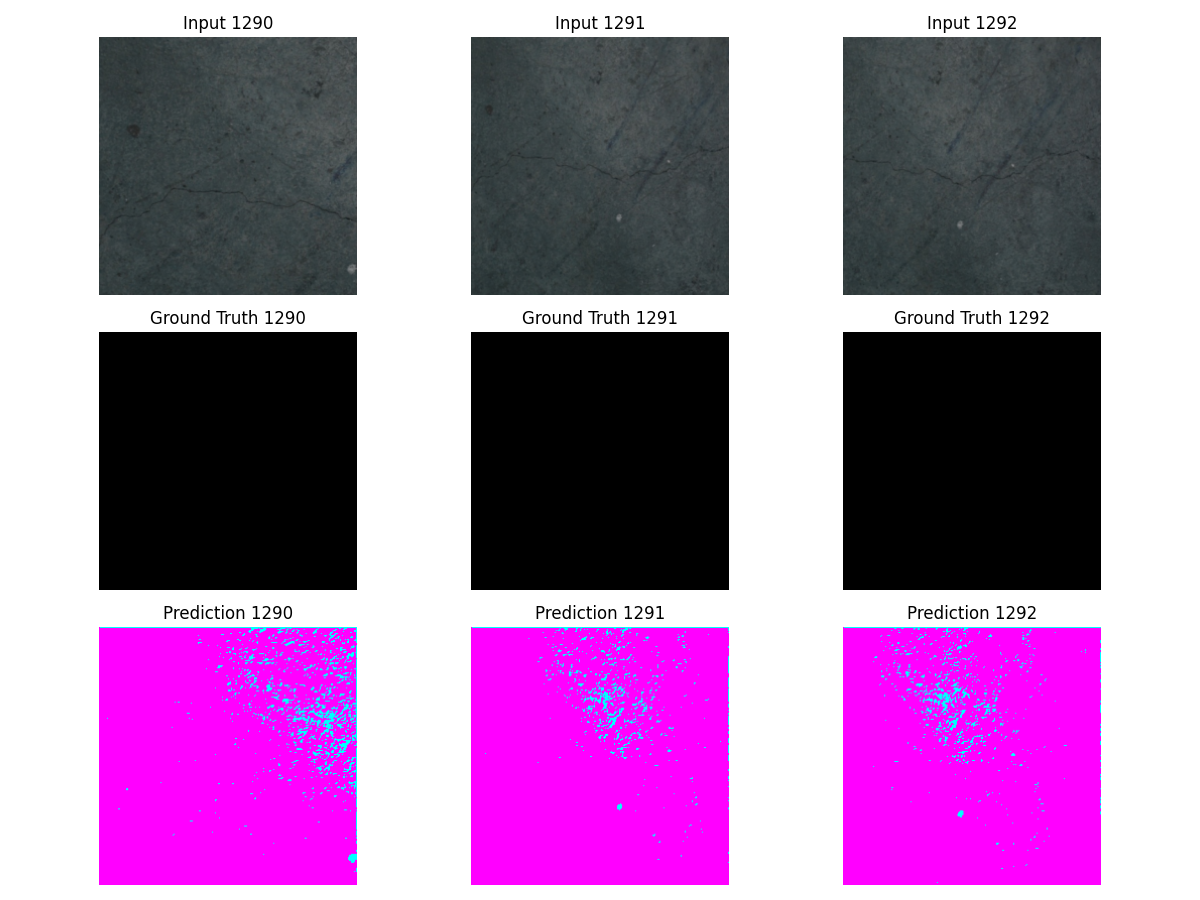 Input 1290
Input 1291
Input 1292
Ground Truth 1290
Ground Truth 1291
Ground Truth 1292
Prediction 1290
Prediction 1291
Prediction 1292